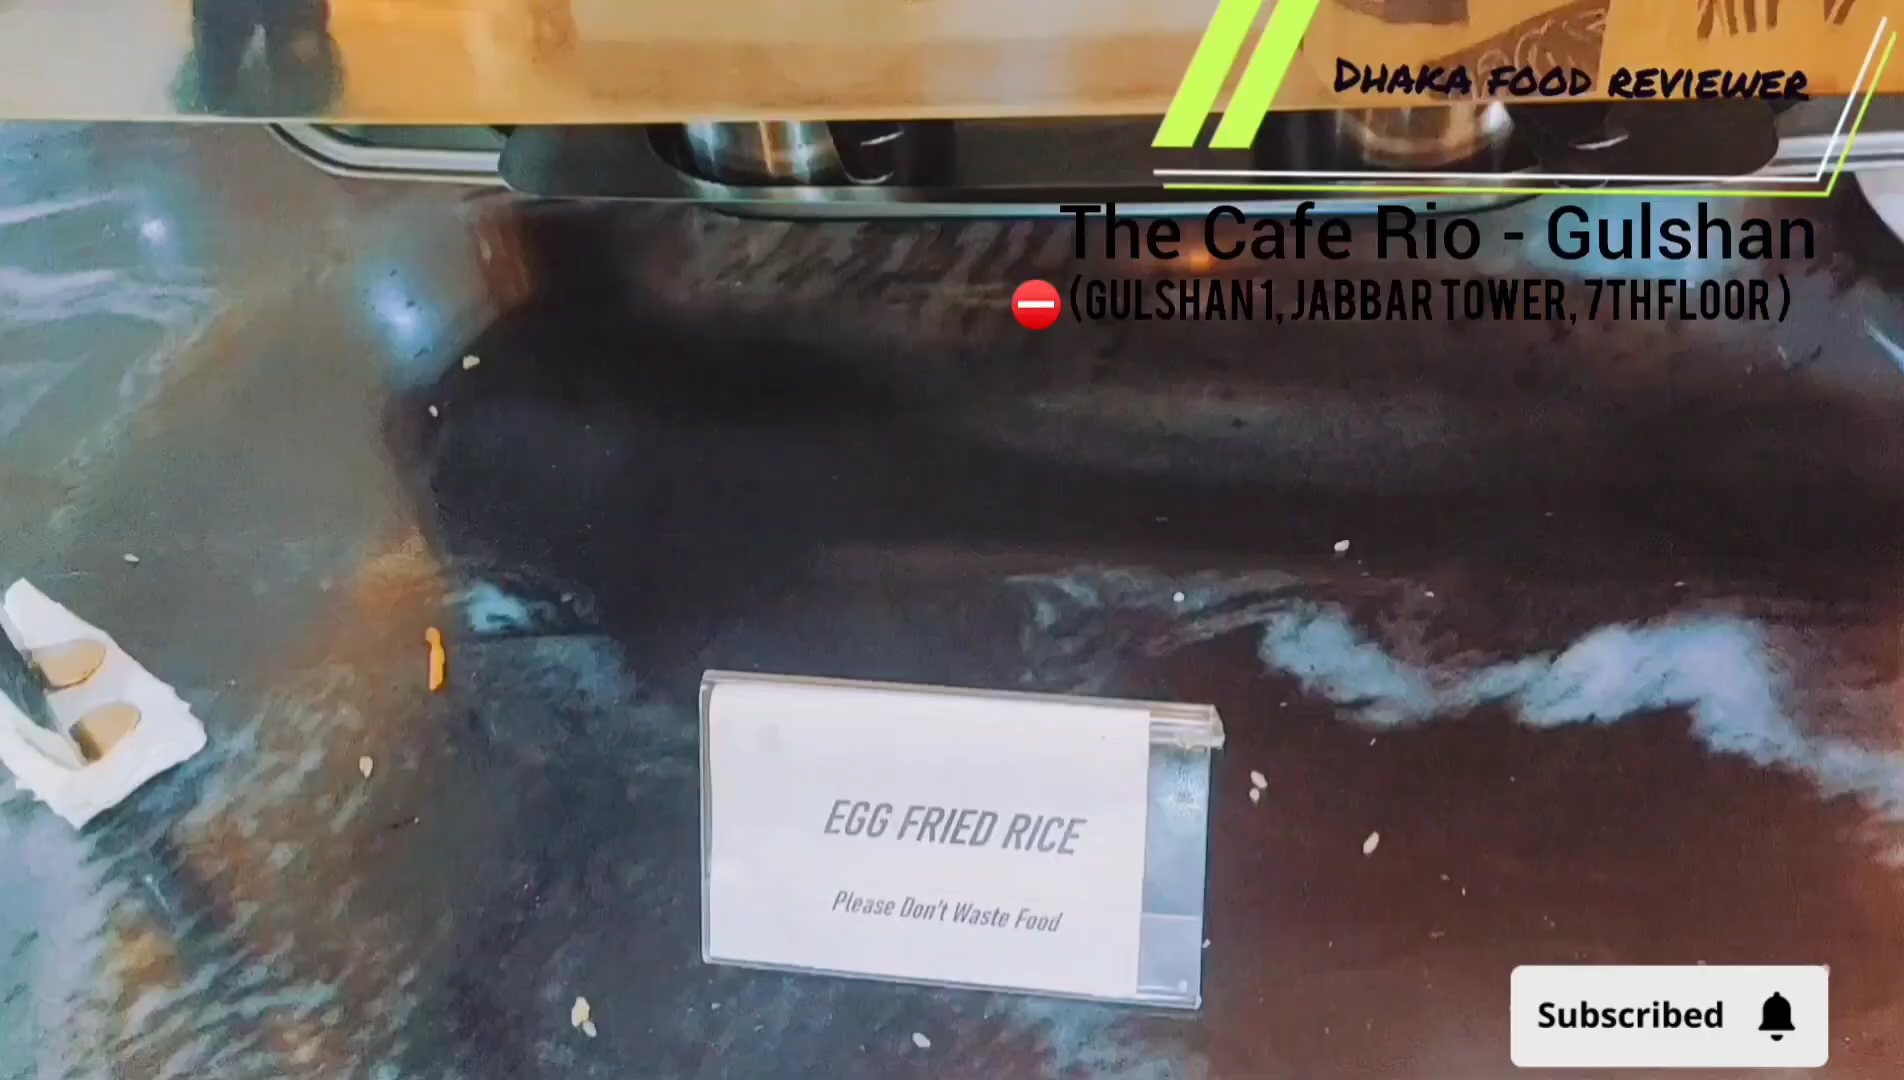 DHAKA FOOD REVIEWER
The Cafe Rio - Gulshan
(GULSHAN 1, JABBAR TOWER, 7TH FLOOR)
EGG FRIED RICE
Please Don't Waste Food
Subscribed